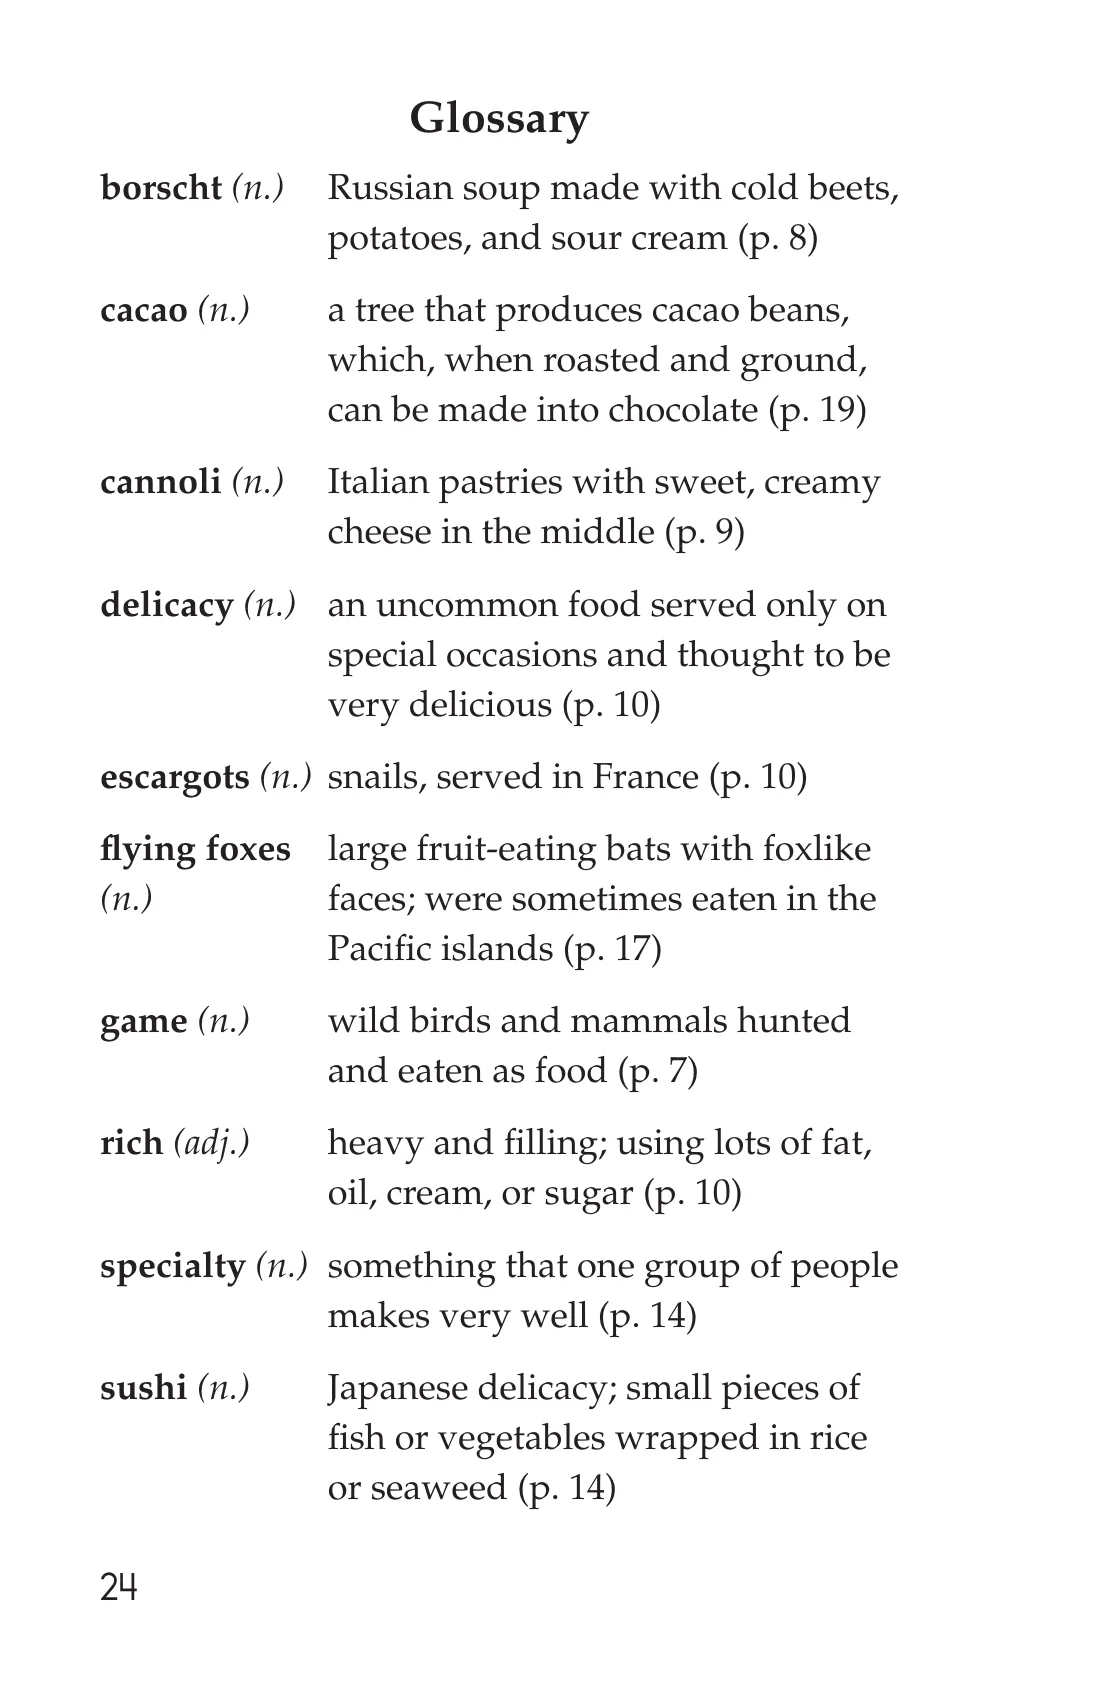 Glossary
borscht (n.) Russian soup made with cold beets,
potatoes, and sour cream (p. 8)
cacao (n.) a tree that produces cacao beans,
which, when roasted and ground,
can be made into chocolate (p. 19)
cannoli (n.) Italian pastries with sweet, creamy
cheese in the middle (p. 9)
delicacy (n.) an uncommon food served only on
special occasions and thought to be
very delicious (p. 10)
escargots (n.) snails, served in France (p. 10)
flying foxes large fruit-eating bats with foxlike
(n.) faces; were sometimes eaten in the
Pacific islands (p. 17)
game (n.) wild birds and mammals hunted
and eaten as food (p. 7)
rich (adj.) heavy and filling; using lots of fat,
oil, cream, or sugar (p. 10)
specialty (n.) something that one group of people
makes very well (p. 14)
sushi (n.) Japanese delicacy; small pieces of
fish or vegetables wrapped in rice
or seaweed (p. 14)
24